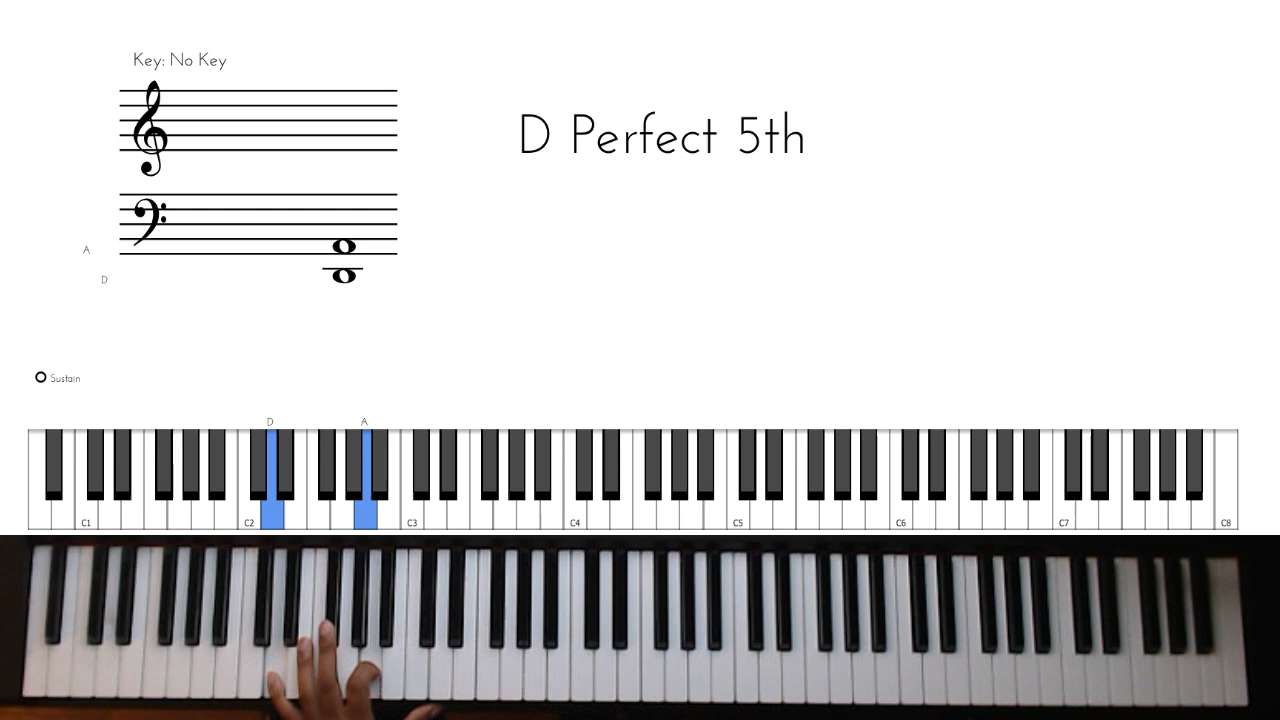 Key: No Key
D Perfect 5th
A
D
Sustain
D A
C1 C2 C3 C4 C5 C6 C7 C8